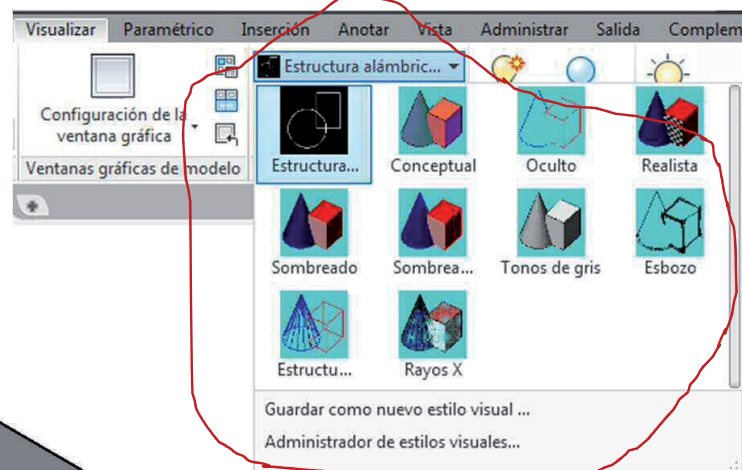 Visualizar Paramétrico Inserción Anotar Vista Administrar Salida Complem
Estructura alámbric...
Configuración de la
ventana gráfica
Ventanas gráficas de modelo
Estructura... Conceptual Oculto Realista
Sombreado Sombrea... Tonos de gris Esbozo
Estructu... Rayos X
Guardar como nuevo estilo visual ...
Administrador de estilos visuales...